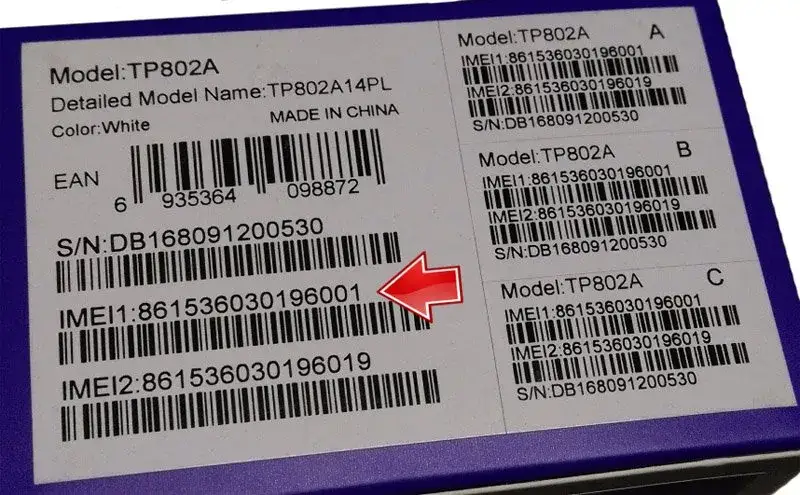 Model:TP802A
Detailed Model Name:TP802A14PL
Color:White
MADE IN CHINA
EAN
6 935364 098872
S/N:DB168091200530
IMEI1:861536030196001
IMEI2:861536030196019
Model:TP802A A
IMEI1:861536030196001
IMEI2:861536030196019
S/N:DB168091200530
Model:TP802A B
IMEI1:861536030196001
IMEI2:861536030196019
S/N:DB168091200530
Model:TP802A C
IMEI1:861536030196001
IMEI2:861536030196019
S/N:DB168091200530